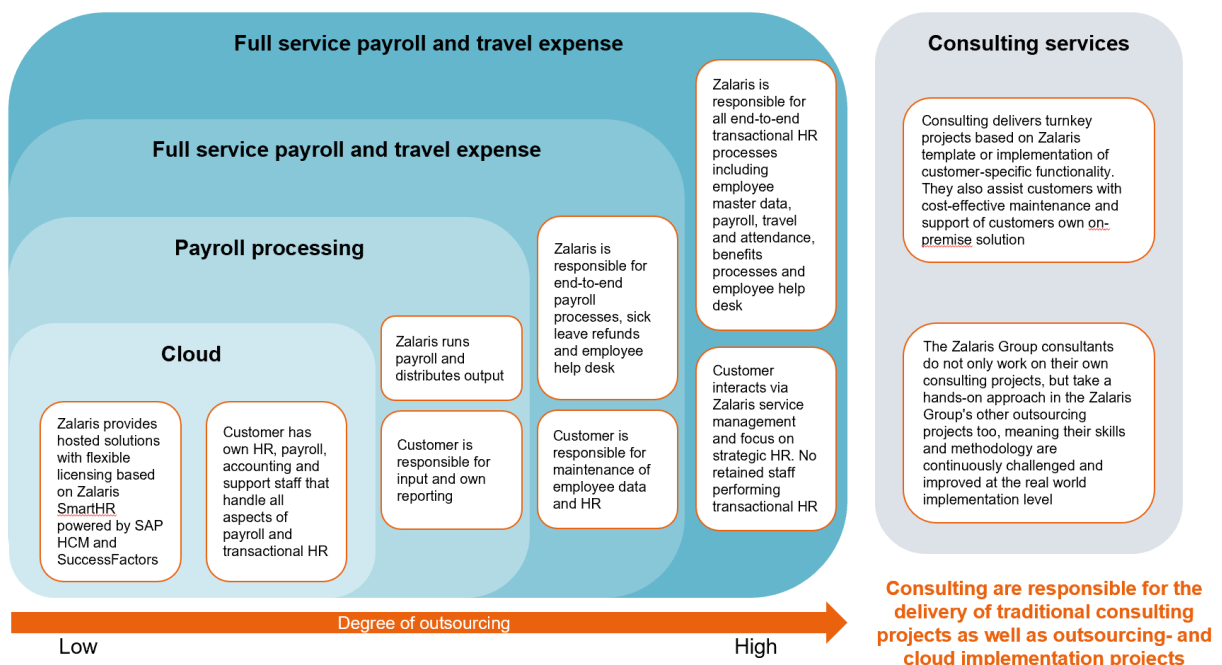 Full service payroll and travel expense
Zalaris is
responsible for
all end-to-end
transactional HR
processes
including
employee
master data,
payroll, travel
and attendance,
benefits
processes and
employee help
desk
Customer
interacts via
Zalaris service
management
and focus on
strategic HR. No
retained staff
performing
transactional HR
Full service payroll and travel expense
Zalaris is
responsible for
end-to-end
payroll
processes, sick
leave refunds
and employee
help desk
Customer is
responsible for
maintenance of
employee data
and HR
Payroll processing
Zalaris runs
payroll and
distributes output
Customer is
responsible for
input and own
reporting
Cloud
Zalaris provides
hosted solutions
with flexible
licensing based
on Zalaris
SmartHR
powered by SAP
HCM and
SuccessFactors
Customer has
own HR, payroll,
accounting and
support staff that
handle all
aspects of
payroll and
transactional HR
Degree of outsourcing
Low
High
Consulting services
Consulting delivers turnkey
projects based on Zalaris
template or implementation of
customer-specific functionality.
They also assist customers with
cost-effective maintenance and
support of customers own on-
premise solution
The Zalaris Group consultants
do not only work on their own
consulting projects, but take a
hands-on approach in the Zalaris
Group's other outsourcing
projects too, meaning their skills
and methodology are
continuously challenged and
improved at the real world
implementation level
Consulting are responsible for the
delivery of traditional consulting
projects as well as outsourcing- and
cloud implementation projects